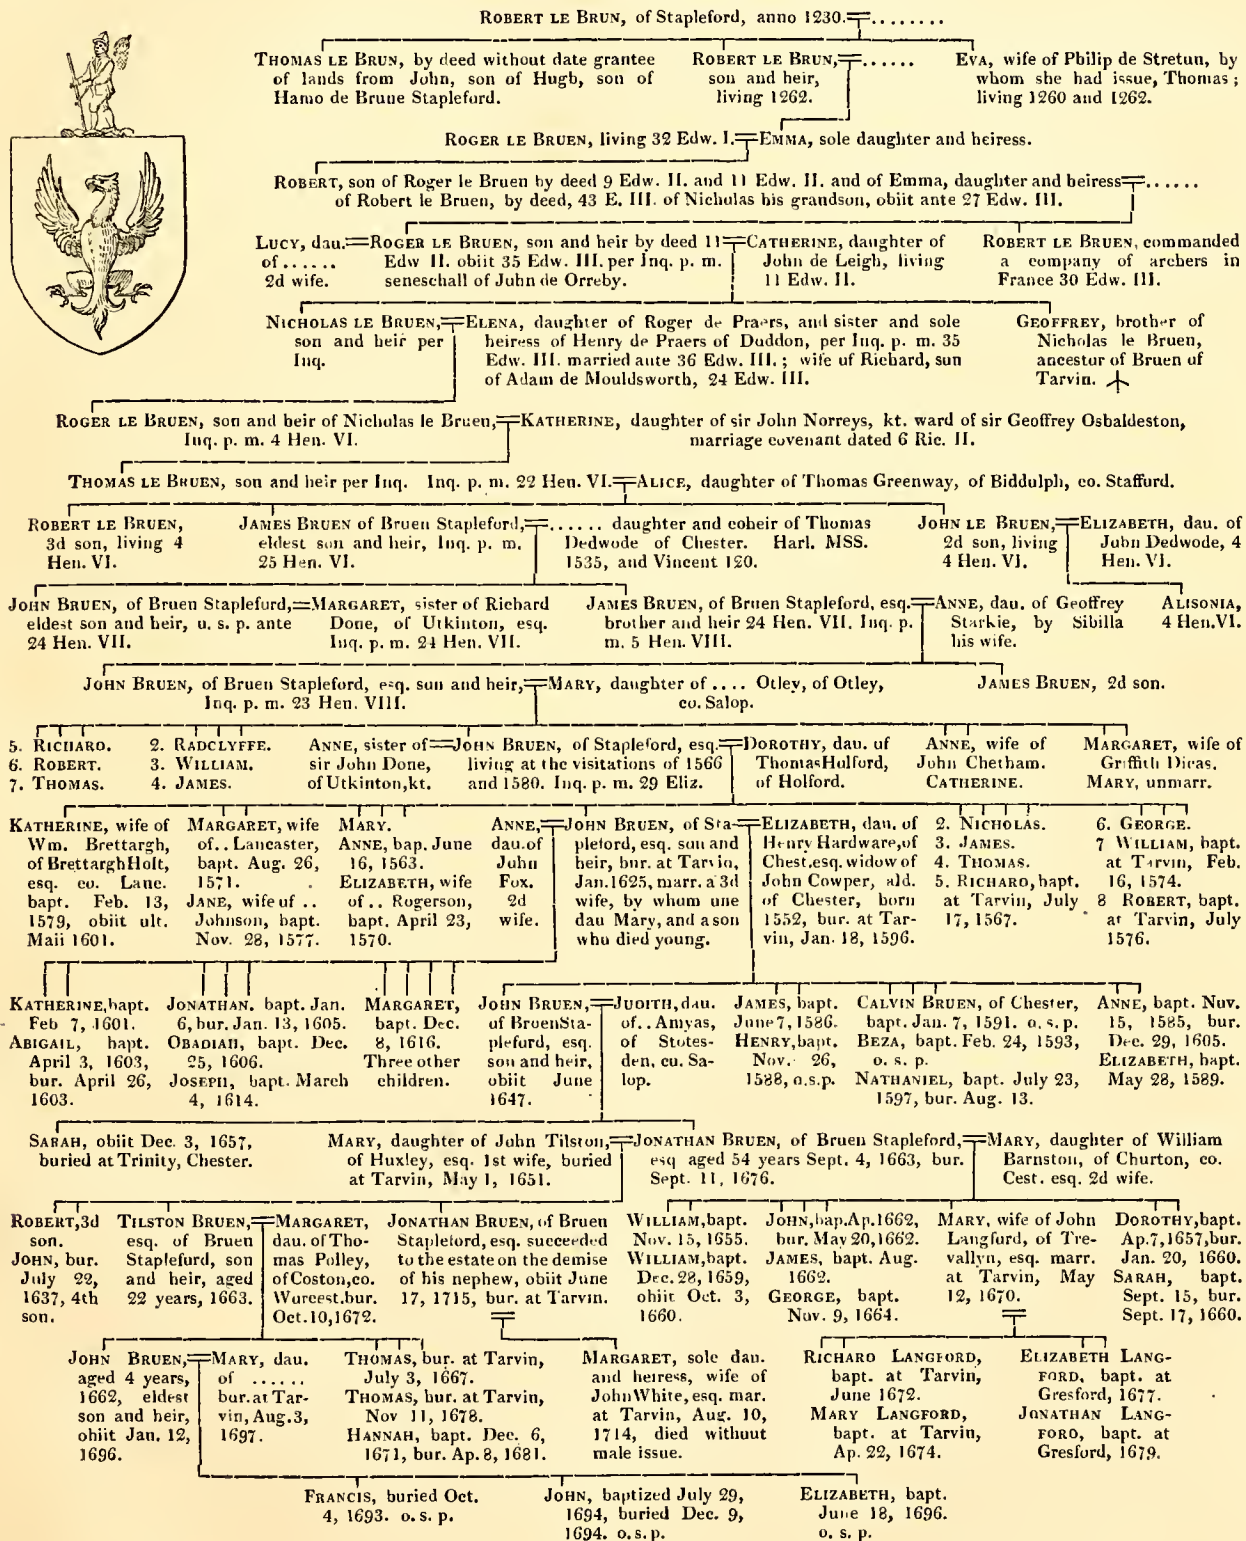 ROBERT LE BRUN, of Stapleford, anno 1230. ........
THOMAS LE BRUN, by deed without date grantee
of lands from John, son of Hugh, son of
Hamo de Brune Stapleford.
ROBERT LE BRUN, ......
son and heir,
living 1262.
EVA, wife of Philip de Stretun, by
whom she had issue, Thomas;
living 1260 and 1262.
ROGER LE BRUEN, living 32 Edw. I. EMMA, sole daughter and heiress.
ROBERT, son of Roger le Bruen by deed 9 Edw. II. and 11 Edw. II. and of Emma, daughter and heiress ......
of Robert le Bruen, by deed, 43 E. III. of Nicholas his grandson, obiit ante 27 Edw. III.
LUCY, dau.
of ......
2d wife.
ROGER LE BRUEN, son and heir by deed 11
Edw II. obiit 35 Edw. III. per Inq. p. m.
seneschall of John de Orreby.
CATHERINE, daughter of
John de Leigh, living
11 Edw. II.
ROBERT LE BRUEN, commanded
a company of archers in
France 30 Edw. III.
NICHOLAS LE BRUEN,
son and heir per
Inq.
ELENA, daughter of Roger de Praers, and sister and sole
heiress of Henry de Praers of Duddon, per Inq. p. m. 35
Edw. III. married ante 36 Edw. III.; wife of Richard, son
of Adam de Mouldsworth, 24 Edw. III.
GEOFFREY, brother of
Nicholas le Bruen,
ancestor of Bruen of
Tarvin.
ROGER LE BRUEN, son and heir of Nicholas le Bruen,
Inq. p. m. 4 Hen. VI.
KATHERINE, daughter of sir John Norreys, kt. ward of sir Geoffrey Osbaldeston,
marriage covenant dated 6 Ric. II.
THOMAS LE BRUEN, son and heir per Inq. Inq. p. m. 22 Hen. VI. ALICE, daughter of Thomas Greenway, of Biddulph, co. Stafford.
ROBERT LE BRUEN,
3d son, living 4
Hen. VI.
JAMES BRUEN of Bruen Stapleford,
eldest son and heir, Inq. p. m.
25 Hen. VI.
...... daughter and coheir of Thomas
Dedwode of Chester. Harl. MSS.
1535, and Vincent 120.
JOHN LE BRUEN,
2d son, living
4 Hen. VI.
ELIZABETH, dau. of
John Dedwode, 4
Hen. VI.
JOHN BRUEN, of Bruen Stapleford,
eldest son and heir, o. s. p. ante
24 Hen. VII.
MARGARET, sister of Richard
Done, of Utkinton, esq.
Inq. p. m. 24 Hen. VII.
JAMES BRUEN, of Bruen Stapleford, esq.
brother and heir 24 Hen. VII. Inq. p.
m. 5 Hen. VIII.
ANNE, dau. of Geoffrey
Starkie, by Sibilla
his wife.
ALISONIA,
4 Hen. VI.
JOHN BRUEN, of Bruen Stapleford, esq. son and heir,
Inq. p. m. 23 Hen. VIII.
MARY, daughter of .... Otley, of Otley,
co. Salop.
JAMES BRUEN, 2d son.
5. RICHARD.
6. ROBERT.
7. THOMAS.
2. RADCLYFFE.
3. WILLIAM.
4. JAMES.
ANNE, sister of
sir John Done,
of Utkinton, kt.
JOHN BRUEN, of Stapleford, esq.
living at the visitations of 1566
and 1580. Inq. p. m. 29 Eliz.
DOROTHY, dau. of
Thomas Holford,
of Holford.
ANNE, wife of
John Chetham.
CATHERINE.
MARGARET, wife of
Griffith Dicas.
MARY, unmarr.
KATHERINE, wife of
Wm. Brettargh,
of Brettargh Holt,
esq. co. Lanc.
bapt. Feb. 13,
1579, obiit ult.
Maii 1601.
MARGARET, wife
of.. Lancaster,
bapt. Aug. 26,
1571.
JANE, wife of ..
Johnson, bapt.
Nov. 28, 1577.
MARY.
ANNE, bap. June
16, 1563.
ELIZABETH, wife
of .. Rogerson,
bapt. April 23,
1570.
ANNE,
dau. of
John
Fox.
2d
wife.
JOHN BRUEN, of Sta-
pleford, esq. son and
heir, bur. at Tarvin,
Jan. 1625, marr. a 3d
wife, by whom one
dau Mary, and a son
who died young.
ELIZABETH, dau. of
Henry Hardware, of
Chest. esq. widow of
John Cowper, ald.
of Chester, born
1552, bur. at Tar-
vin, Jan. 18, 1596.
2. NICHOLAS.
3. JAMES.
4. THOMAS.
5. RICHARD, bapt.
at Tarvin, July
17, 1567.
6. GEORGE.
7 WILLIAM, bapt.
at Tarvin, Feb.
16, 1574.
8 ROBERT, bapt.
at Tarvin, July
1576.
KATHERINE, bapt.
Feb 7, 1601.
ABIGAIL, bapt.
April 3, 1603,
bur. April 26,
1603.
JONATHAN. bapt. Jan.
6, bur. Jan. 13, 1605.
OBADIAH, bapt. Dec.
25, 1606.
JOSEPH, bapt. March
4, 1614.
MARGARET,
bapt. Dec.
8, 1616.
Three other
children.
JOHN BRUEN,
of Bruen Sta-
pleford, esq.
son and heir,
obiit June
1647.
JUDITH, dau.
of .. Amyas,
of Stotes-
den, co. Sa-
lop.
JAMES, bapt.
June 7, 1586.
HENRY, bapt.
Nov. 26,
1588, o.s.p.
CALVIN BRUEN, of Chester,
bapt. Jan. 7, 1591. o. s. p.
BEZA, bapt. Feb. 24, 1593,
o. s. p.
NATHANIEL, bapt. July 23,
1597, bur. Aug. 13.
ANNE, bapt. Nov.
15, 1585, bur.
Dec. 29, 1605.
ELIZABETH, bapt.
May 28, 1589.
SARAH, obiit Dec. 3, 1657,
buried at Trinity, Chester.
MARY, daughter of John Tilston,
of Huxley, esq. 1st wife, buried
at Tarvin, May 1, 1651.
JONATHAN BRUEN, of Bruen Stapleford,
esq aged 54 years Sept. 4, 1663, bur.
Sept. 11, 1676.
MARY, daughter of William
Barnston, of Churton, co.
Cest. esq. 2d wife.
ROBERT, 3d
son.
JOHN, bur.
July 22,
1637, 4th
son.
TILSTON BRUEN,
esq. of Bruen
Stapleford, son
and heir, aged
22 years, 1663.
MARGARET,
dau. of Tho-
mas Polley,
of Coston, co.
Worcest. bur.
Oct. 10, 1672.
JONATHAN BRUEN, of Bruen
Stapleford, esq. succeeded
to the estate on the demise
of his nephew, obiit June
17, 1715, bur. at Tarvin.
WILLIAM, bapt.
Nov. 15, 1655.
WILLIAM, bapt.
Dec. 28, 1659,
obiit Oct. 3,
1660.
JOHN, bap. Ap. 1662,
bur. May 20, 1662.
JAMES, bapt Aug.
1662.
GEORGE, bapt.
Nov. 9, 1664.
MARY, wife of John
Langford, of Tre-
vallyn, esq. marr.
at Tarvin, May
12, 1670.
DOROTHY, bapt.
Ap. 7, 1657, bur.
Jan. 20, 1660.
SARAH, bapt.
Sept. 15, bur.
Sept. 17, 1660.
JOHN BRUEN,
aged 4 years,
1662, eldest
son and heir,
obiit Jan. 12,
1696.
MARY, dau.
of ......
bur. at Tar-
vin, Aug. 3,
1697.
THOMAS, bur. at Tarvin,
July 3, 1667.
THOMAS, bur. at Tarvin,
Nov 11, 1678.
HANNAH, bapt. Dec. 6,
1671, bur. Ap. 8, 1681.
MARGARET, sole dau.
and heiress, wife of
John White, esq. mar.
at Tarvin, Aug. 10,
1714, died without
male issue.
RICHARD LANGFORD,
bapt. at Tarvin,
June 1672.
MARY LANGFORD,
bapt. at Tarvin,
Ap. 22, 1674.
ELIZABETH LANG-
FORD, bapt. at
Gresford, 1677.
JONATHAN LANG-
FORD, bapt. at
Gresford, 1679.
FRANCIS, buried Oct.
4, 1693. o. s. p.
JOHN, baptized July 29,
1694, buried Dec. 9,
1694. o. s. p.
ELIZABETH, bapt.
June 18, 1696.
o. s. p.